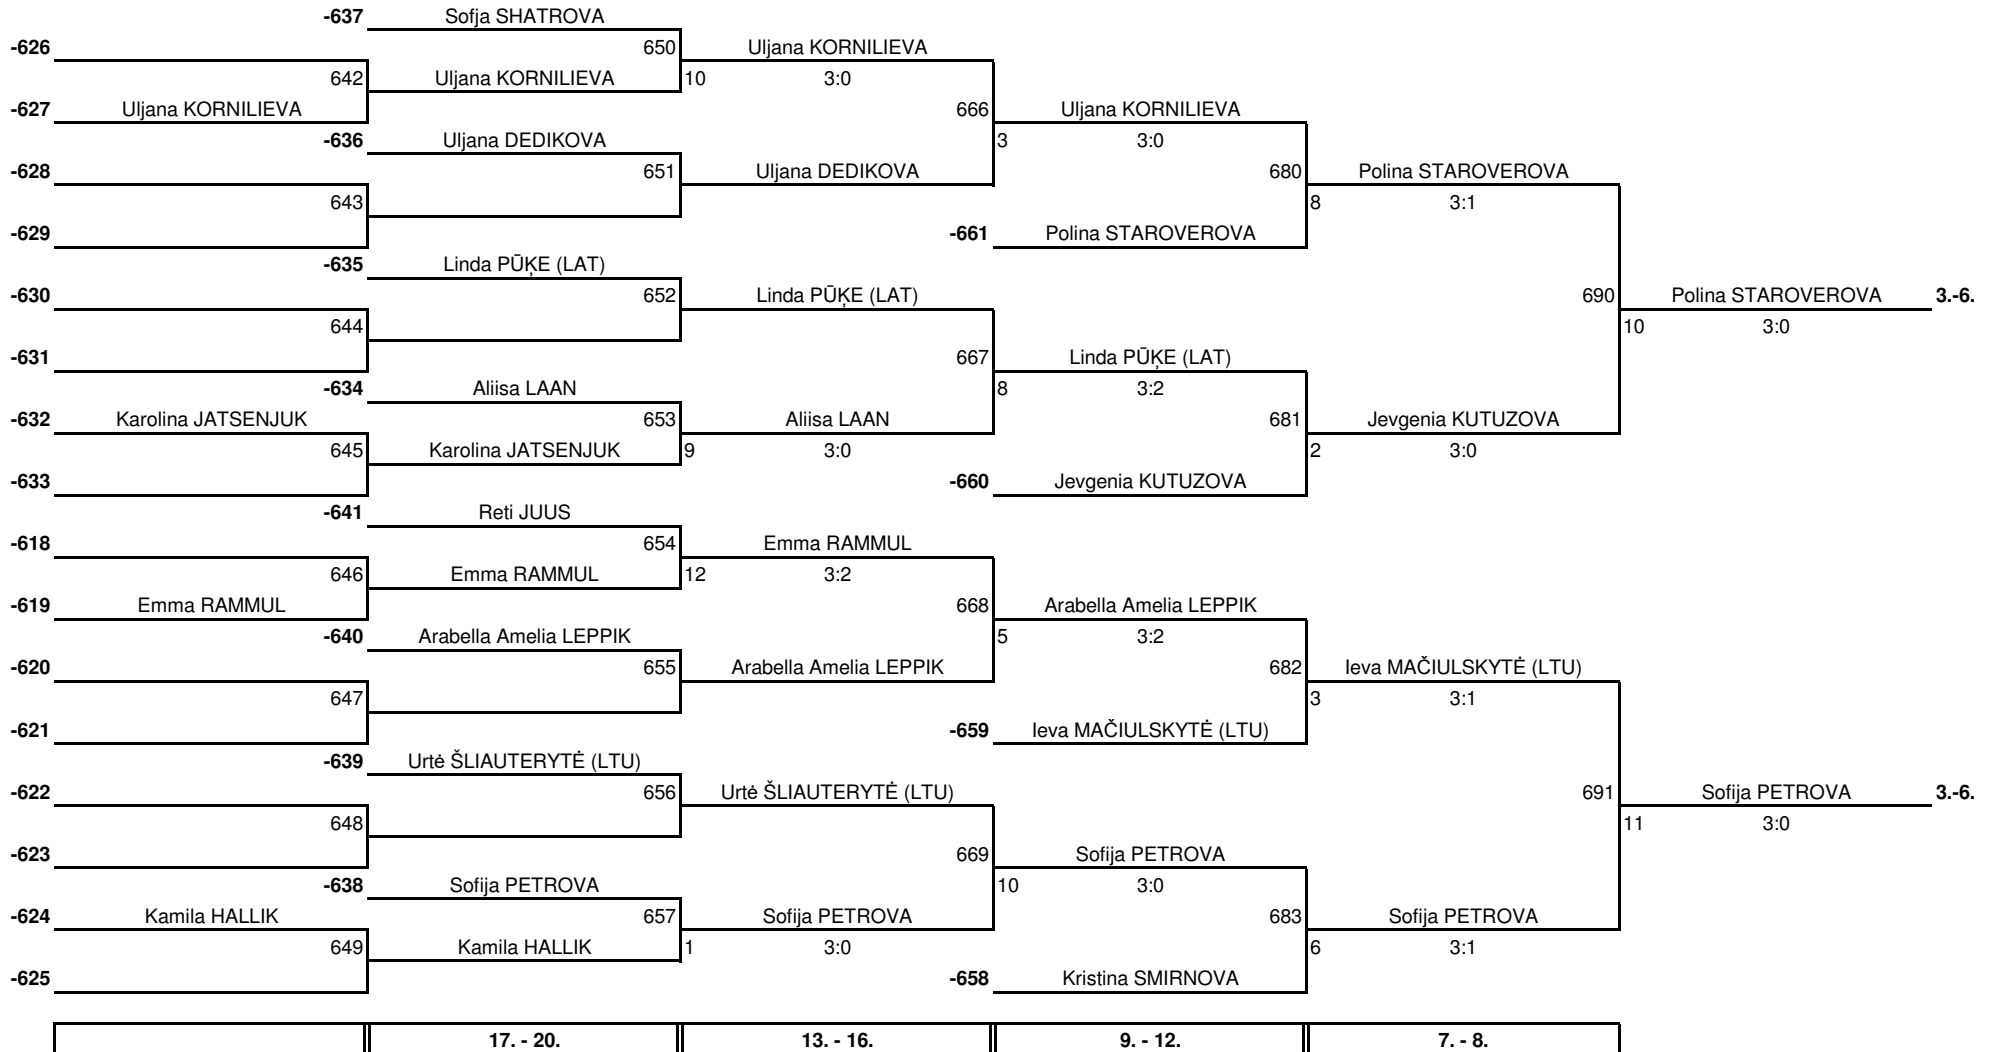 -637 Sofja SHATROVA
-626 650 Uljana KORNILIEVA
642 Uljana KORNILIEVA 10 3:0
-627 Uljana KORNILIEVA 666 Uljana KORNILIEVA
-636 Uljana DEDIKOVA 3 3:0
-628 651 Uljana DEDIKOVA 680 Polina STAROVEROVA
643 8 3:1
-629 -661 Polina STAROVEROVA
-635 Linda PŪĶE (LAT)
-630 652 Linda PŪĶE (LAT) 690 Polina STAROVEROVA 3.-6.
644 10 3:0
-631 667 Linda PŪĶE (LAT)
-634 Aliisa LAAN 8 3:2
-632 Karolina JATSENJUK 653 Aliisa LAAN 681 Jevgenia KUTUZOVA
645 Karolina JATSENJUK 9 3:0 2 3:0
-633 -660 Jevgenia KUTUZOVA
-641 Reti JUUS
-618 654 Emma RAMMUL
646 Emma RAMMUL 12 3:2
-619 Emma RAMMUL 668 Arabella Amelia LEPPIK
-640 Arabella Amelia LEPPIK 5 3:2
-620 655 Arabella Amelia LEPPIK 682 Ieva MAČIULSKYTĖ (LTU)
647 3 3:1
-621 -659 Ieva MAČIULSKYTĖ (LTU)
-639 Urtė ŠLIAUTERYTĖ (LTU)
-622 656 Urtė ŠLIAUTERYTĖ (LTU) 691 Sofija PETROVA 3.-6.
648 11 3:0
-623 669 Sofija PETROVA
-638 Sofija PETROVA 10 3:0
-624 Kamila HALLIK 657 Sofija PETROVA 683 Sofija PETROVA
649 Kamila HALLIK 1 3:0 6 3:1
-625 -658 Kristina SMIRNOVA
17. - 20. 13. - 16. 9. - 12. 7. - 8.